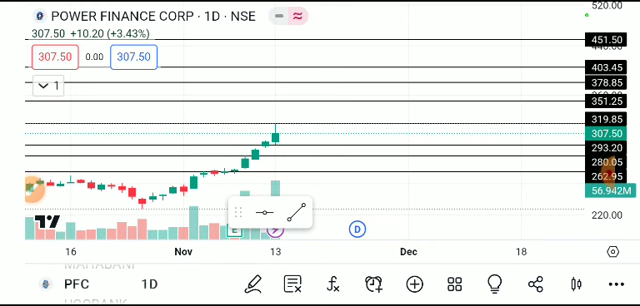 POWER FINANCE CORP · 1D · NSE
307.50 +10.20 (+3.43%)
307.50 0.00 307.50
1
520.00
451.50
403.45
378.85
351.25
319.85
307.50
293.20
280.05
262.95
56.942M
220.00
E
D
16 Nov 13 Dec 18
MAHABANK
PFC 1D